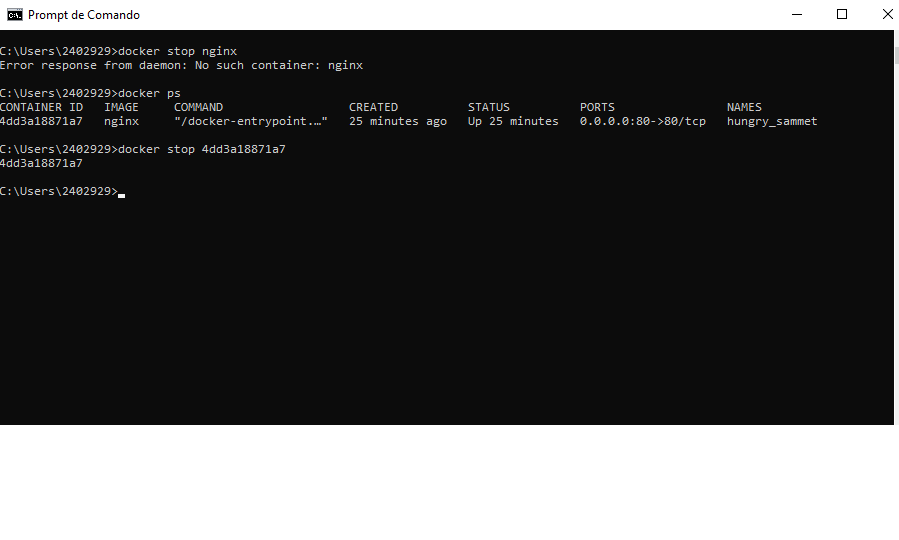 Prompt de Comando
C:\Users\2402929>docker stop nginx
Error response from daemon: No such container: nginx
C:\Users\2402929>docker ps
CONTAINER ID   IMAGE     COMMAND                  CREATED          STATUS          PORTS                NAMES
4dd3a18871a7   nginx     "/docker-entrypoint.…"   25 minutes ago   Up 25 minutes   0.0.0.0:80->80/tcp   hungry_sammet
C:\Users\2402929>docker stop 4dd3a18871a7
4dd3a18871a7
C:\Users\2402929>